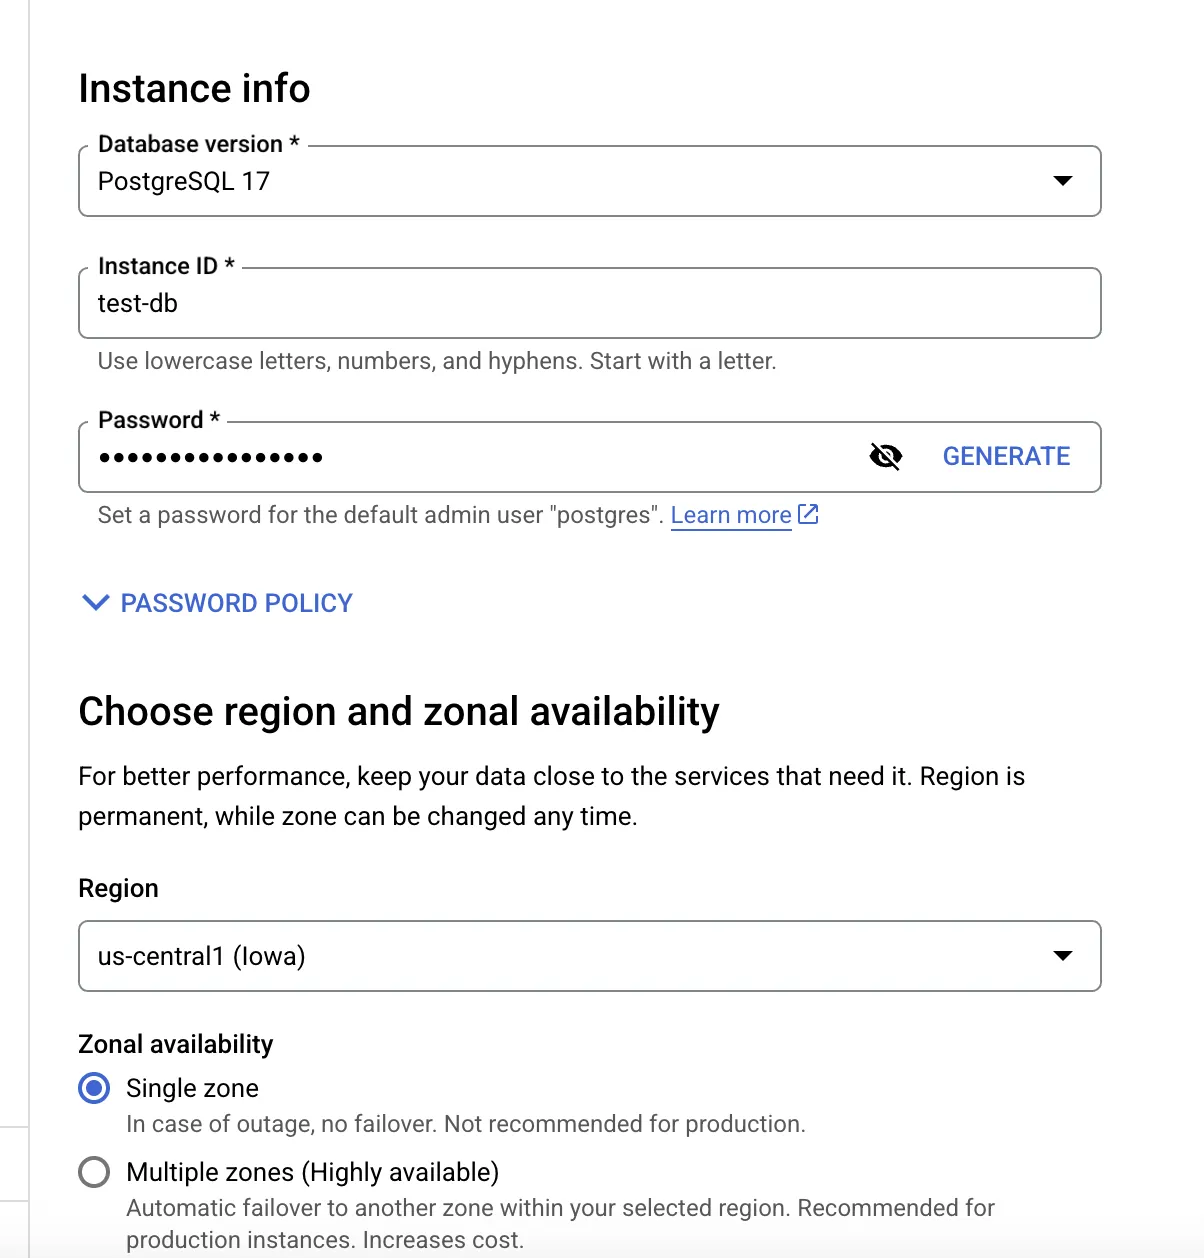 Instance info
Database version *
PostgreSQL 17
Instance ID *
test-db
Use lowercase letters, numbers, and hyphens. Start with a letter.
Password *
••••••••••••••••
GENERATE
Set a password for the default admin user "postgres". Learn more
PASSWORD POLICY
Choose region and zonal availability
For better performance, keep your data close to the services that need it. Region is
permanent, while zone can be changed any time.
Region
us-central1 (Iowa)
Zonal availability
Single zone
In case of outage, no failover. Not recommended for production.
Multiple zones (Highly available)
Automatic failover to another zone within your selected region. Recommended for
production instances. Increases cost.